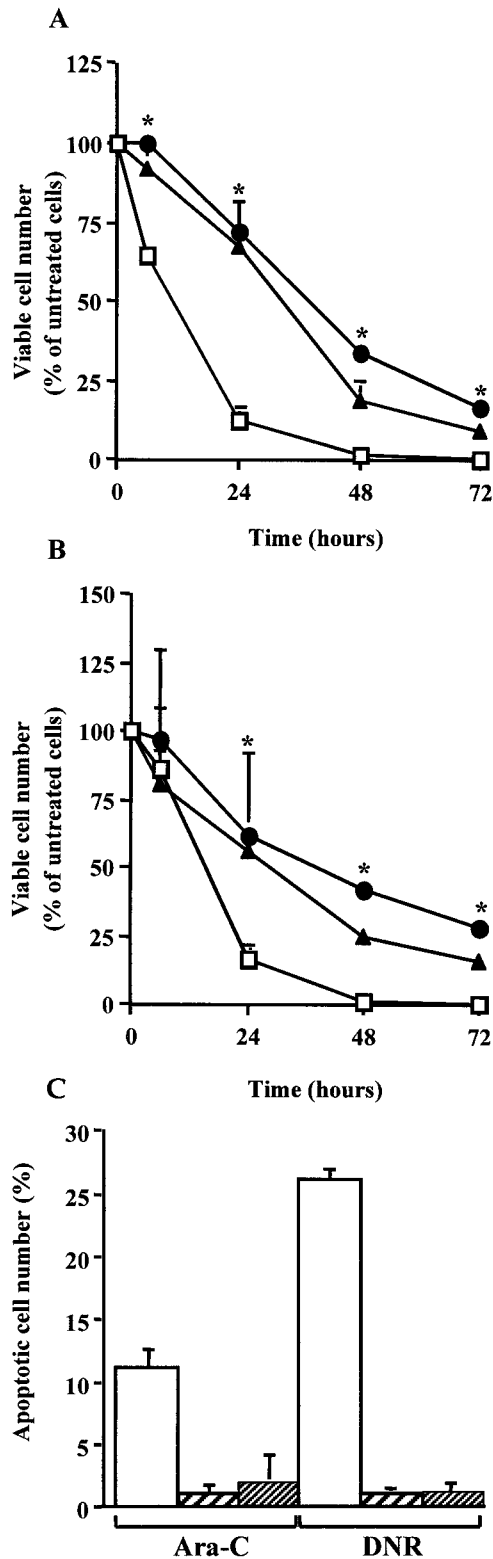 A
Viable cell number
(% of untreated cells)
125
100
75
50
25
0
*
*
*
*
0 24 48 72
Time (hours)
B
Viable cell number
(% of untreated cells)
150
125
100
75
50
25
0
*
*
*
0 24 48 72
Time (hours)
C
Apoptotic cell number (%)
30
25
20
15
10
5
0
Ara-C DNR